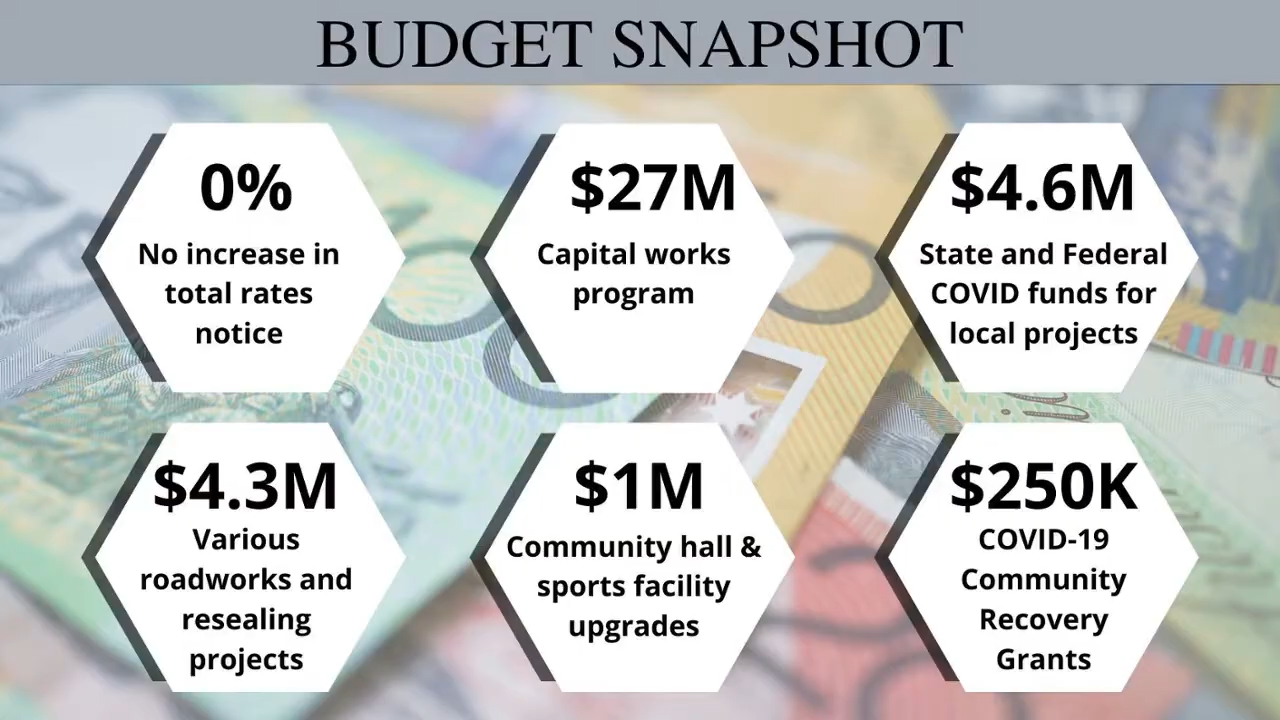 BUDGET SNAPSHOT
0%
No increase in
total rates
notice
$27M
Capital works
program
$4.6M
State and Federal
COVID funds for
local projects
$4.3M
Various
roadworks and
resealing
projects
$1M
Community hall &
sports facility
upgrades
$250K
COVID-19
Community
Recovery
Grants